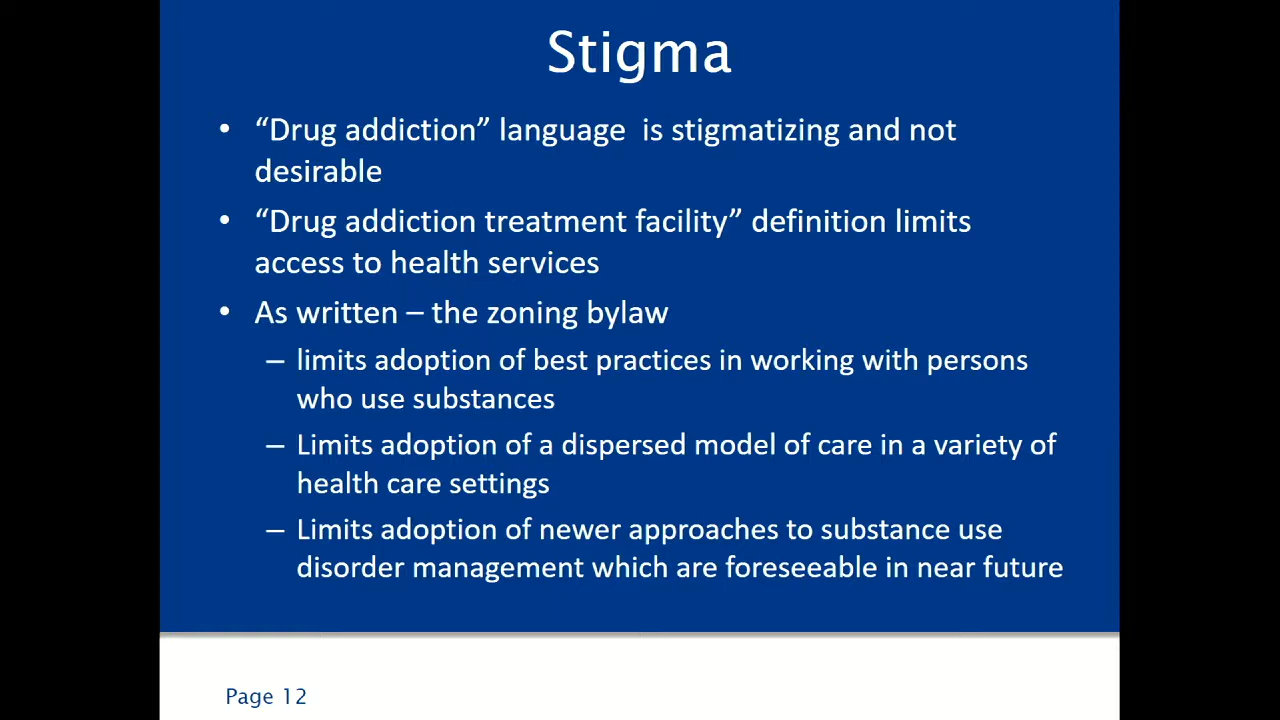 Stigma
• “Drug addiction” language is stigmatizing and not
desirable
• “Drug addiction treatment facility” definition limits
access to health services
• As written – the zoning bylaw
– limits adoption of best practices in working with persons
who use substances
– Limits adoption of a dispersed model of care in a variety of
health care settings
– Limits adoption of newer approaches to substance use
disorder management which are foreseeable in near future
Page 12